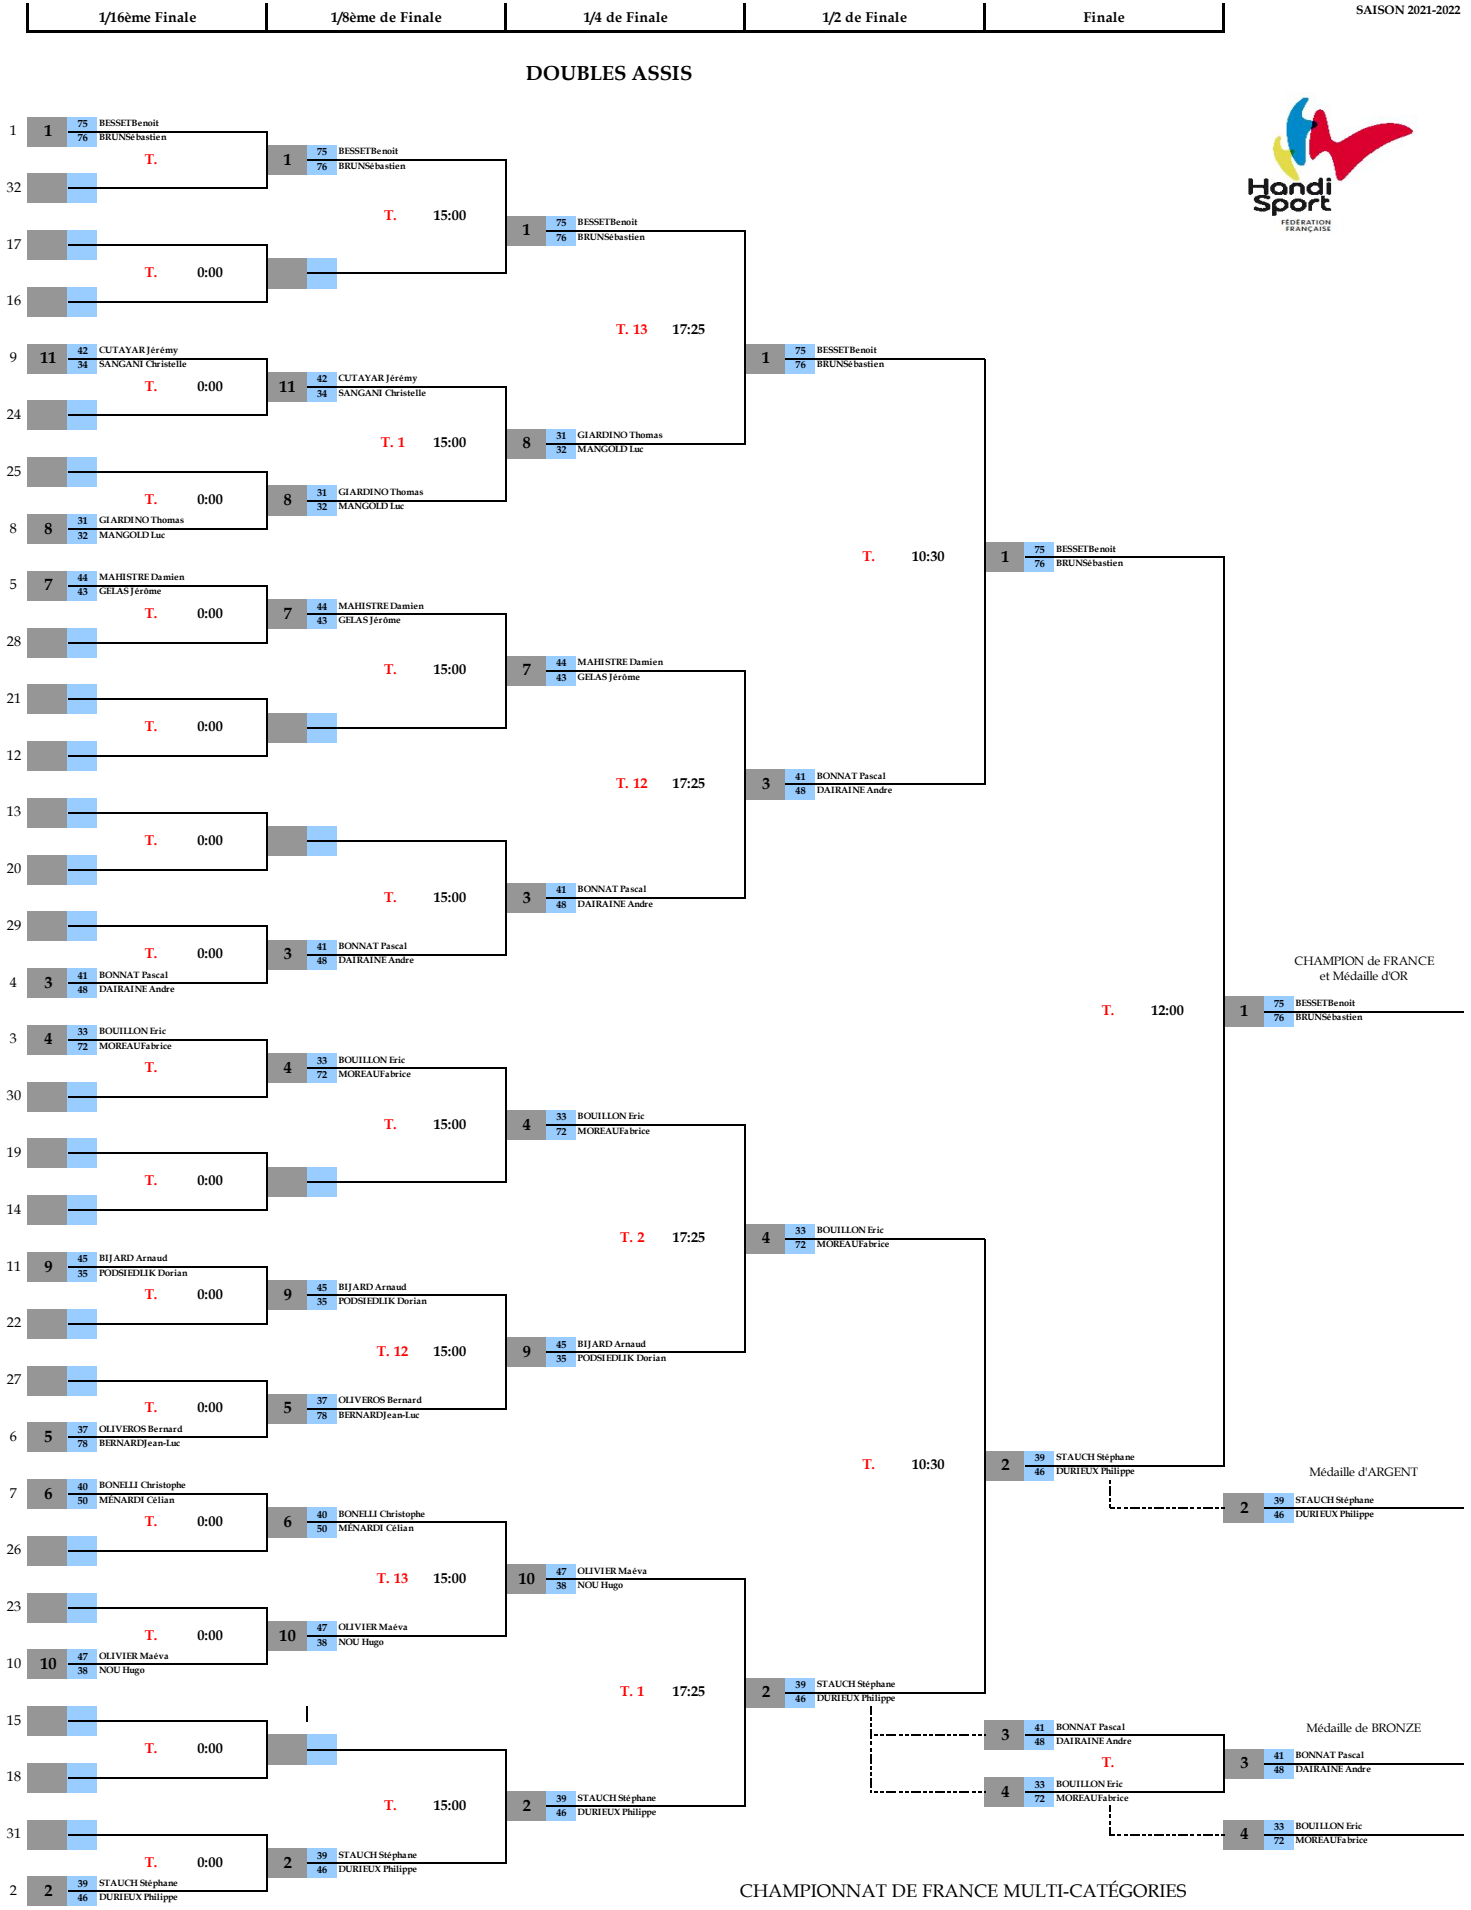 1/16ème Finale
1/8ème de Finale
1/4 de Finale
1/2 de Finale
Finale
SAISON 2021-2022
DOUBLES ASSIS
Handi
Sport
FÉDÉRATION
FRANÇAISE
1 1 75 BESSETBenoit
76 BRUNSébastien
T.
32
17
T. 0:00
16
9 11 42 CUTAYAR Jérémy
34 SANGANI Christelle
T. 0:00
24
25
T. 0:00
8 8 31 GIARDINO Thomas
32 MANGOLD Luc
5 7 44 MAHISTRE Damien
43 GELAS Jérôme
T. 0:00
28
21
T. 0:00
12
13
T. 0:00
20
29
T. 0:00
4 3 41 BONNAT Pascal
48 DAIRAINE Andre
3 4 33 BOUILLON Eric
72 MOREAUFabrice
T.
30
19
T. 0:00
14
11 9 45 BIJARD Arnaud
35 PODSIEDLIK Dorian
T. 0:00
22
27
T. 0:00
6 5 37 OLIVEROS Bernard
78 BERNARDJean-Luc
7 6 40 BONELLI Christophe
50 MÉNARDI Célian
T. 0:00
26
23
T. 0:00
10 10 47 OLIVIER Maéva
38 NOU Hugo
15
T. 0:00
18
31
T. 0:00
2 2 39 STAUCH Stéphane
46 DURIEUX Philippe
1 75 BESSETBenoit
76 BRUNSébastien
T. 15:00
11 42 CUTAYAR Jérémy
34 SANGANI Christelle
T. 1 15:00
8 31 GIARDINO Thomas
32 MANGOLD Luc
7 44 MAHISTRE Damien
43 GELAS Jérôme
T. 15:00
T. 15:00
3 41 BONNAT Pascal
48 DAIRAINE Andre
4 33 BOUILLON Eric
72 MOREAUFabrice
T. 15:00
9 45 BIJARD Arnaud
35 PODSIEDLIK Dorian
T. 12 15:00
5 37 OLIVEROS Bernard
78 BERNARDJean-Luc
6 40 BONELLI Christophe
50 MÉNARDI Célian
T. 13 15:00
10 47 OLIVIER Maéva
38 NOU Hugo
T. 15:00
2 39 STAUCH Stéphane
46 DURIEUX Philippe
1 75 BESSETBenoit
76 BRUNSébastien
T. 13 17:25
8 31 GIARDINO Thomas
32 MANGOLD Luc
7 44 MAHISTRE Damien
43 GELAS Jérôme
T. 12 17:25
3 41 BONNAT Pascal
48 DAIRAINE Andre
4 33 BOUILLON Eric
72 MOREAUFabrice
T. 2 17:25
9 45 BIJARD Arnaud
35 PODSIEDLIK Dorian
10 47 OLIVIER Maéva
38 NOU Hugo
T. 1 17:25
2 39 STAUCH Stéphane
46 DURIEUX Philippe
1 75 BESSETBenoit
76 BRUNSébastien
T. 10:30
3 41 BONNAT Pascal
48 DAIRAINE Andre
4 33 BOUILLON Eric
72 MOREAUFabrice
T. 10:30
2 39 STAUCH Stéphane
46 DURIEUX Philippe
1 75 BESSETBenoit
76 BRUNSébastien
T. 12:00
2 39 STAUCH Stéphane
46 DURIEUX Philippe
3 41 BONNAT Pascal
48 DAIRAINE Andre
T.
4 33 BOUILLON Eric
72 MOREAUFabrice
CHAMPION de FRANCE
et Médaille d'OR
1 75 BESSETBenoit
76 BRUNSébastien
Médaille d'ARGENT
2 39 STAUCH Stéphane
46 DURIEUX Philippe
Médaille de BRONZE
3 41 BONNAT Pascal
48 DAIRAINE Andre
4 33 BOUILLON Eric
72 MOREAUFabrice
CHAMPIONNAT DE FRANCE MULTI-CATÉGORIES